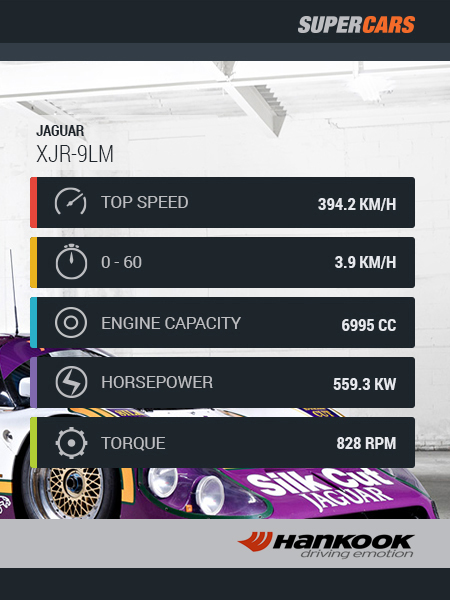 SUPERCARS
JAGUAR
XJR-9LM
TOP SPEED 394.2 KM/H
0 - 60 3.9 KM/H
ENGINE CAPACITY 6995 CC
HORSEPOWER 559.3 KW
TORQUE 828 RPM
Silk Cut
JAGUAR
HANKOOK
driving emotion